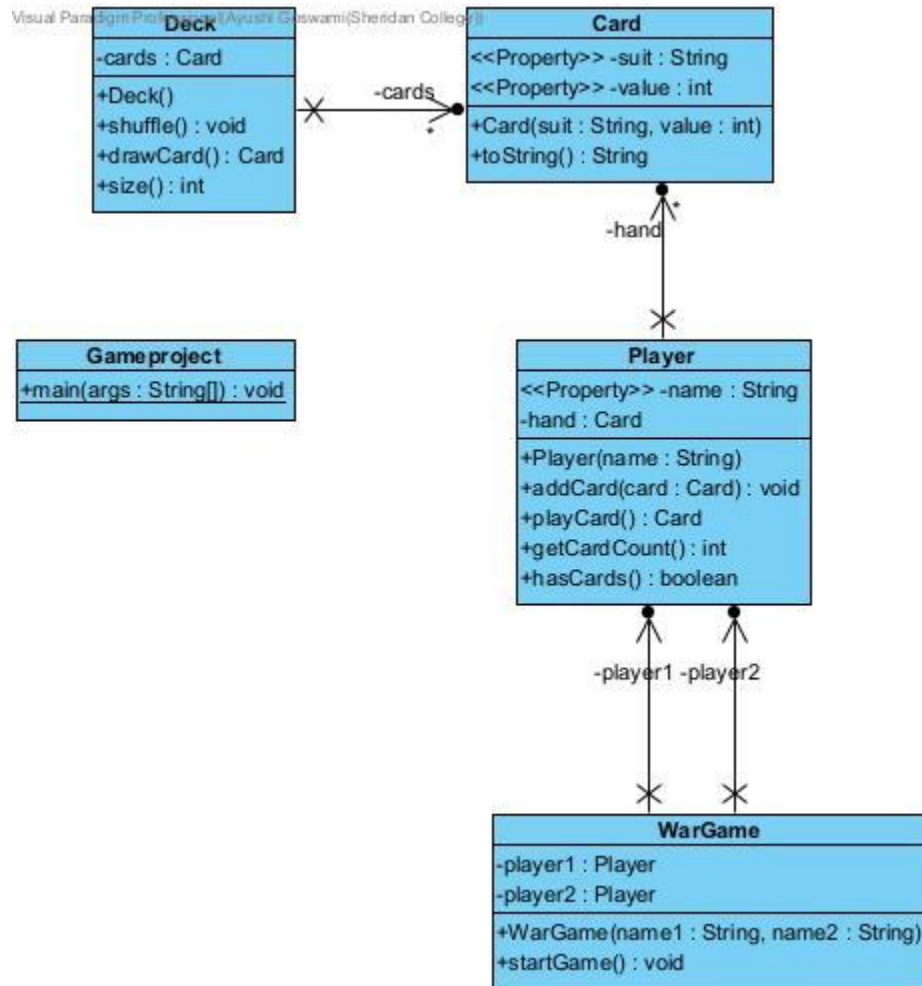 Visual Paradigm Professional(Ayushi Goswami(Sheridan College))
Deck
-cards : Card
+Deck()
+shuffle() : void
+drawCard() : Card
+size() : int
-cards
*
Card
<<Property>> -suit : String
<<Property>> -value : int
+Card(suit : String, value : int)
+toString() : String
*
-hand
Gameproject
+main(args : String[]) : void
Player
<<Property>> -name : String
-hand : Card
+Player(name : String)
+addCard(card : Card) : void
+playCard() : Card
+getCardCount() : int
+hasCards() : boolean
-player1 -player2
WarGame
-player1 : Player
-player2 : Player
+WarGame(name1 : String, name2 : String)
+startGame() : void